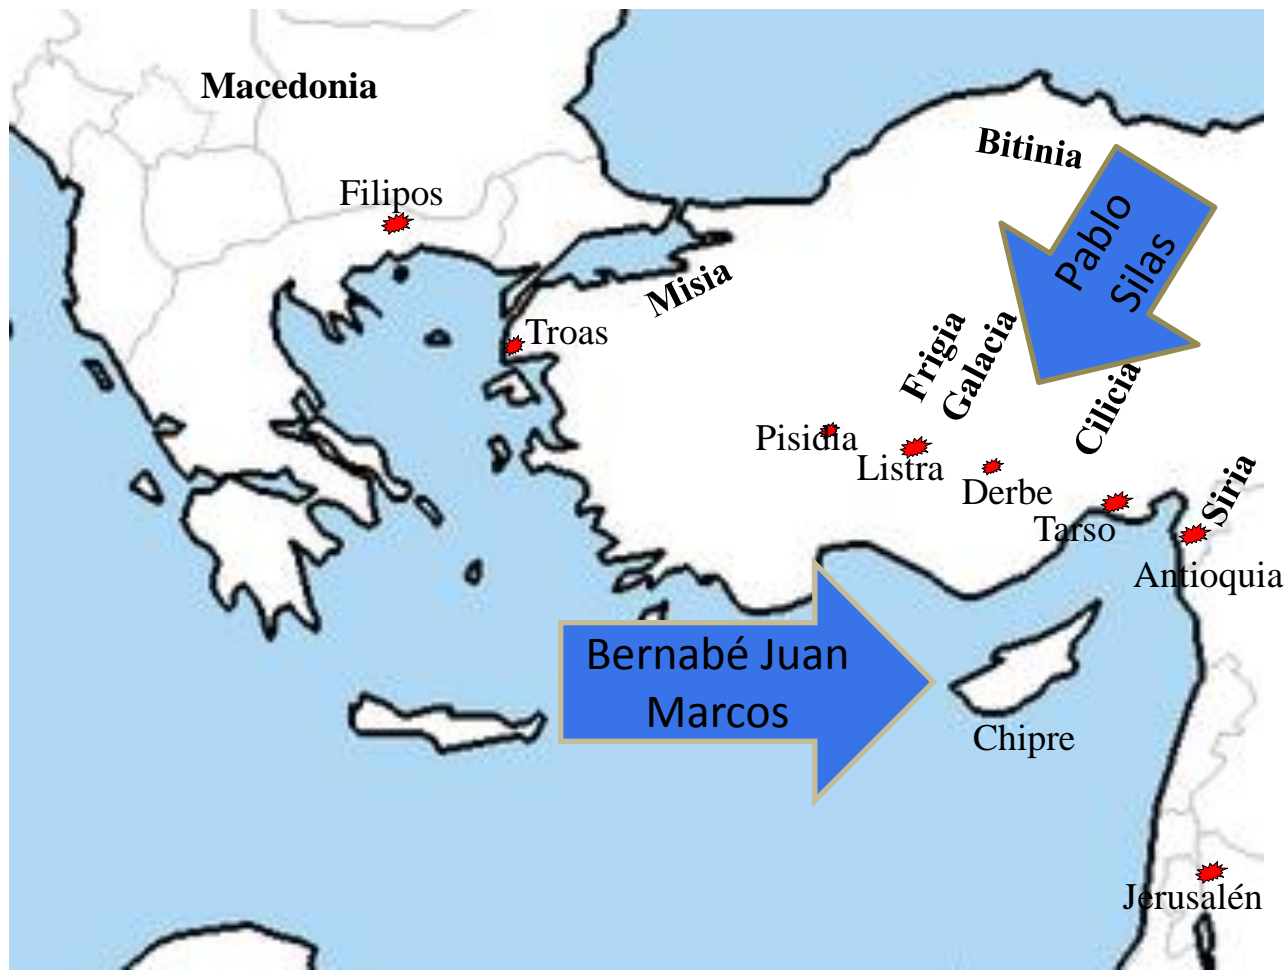 Macedonia
Bitinia
Filipos
Pablo
Silas
Misia
Troas
Frigia
Galacia
Cilicia
Pisidia
Listra
Derbe
Siria
Tarso
Antioquia
Bernabé Juan
Marcos
Chipre
Jerusalén